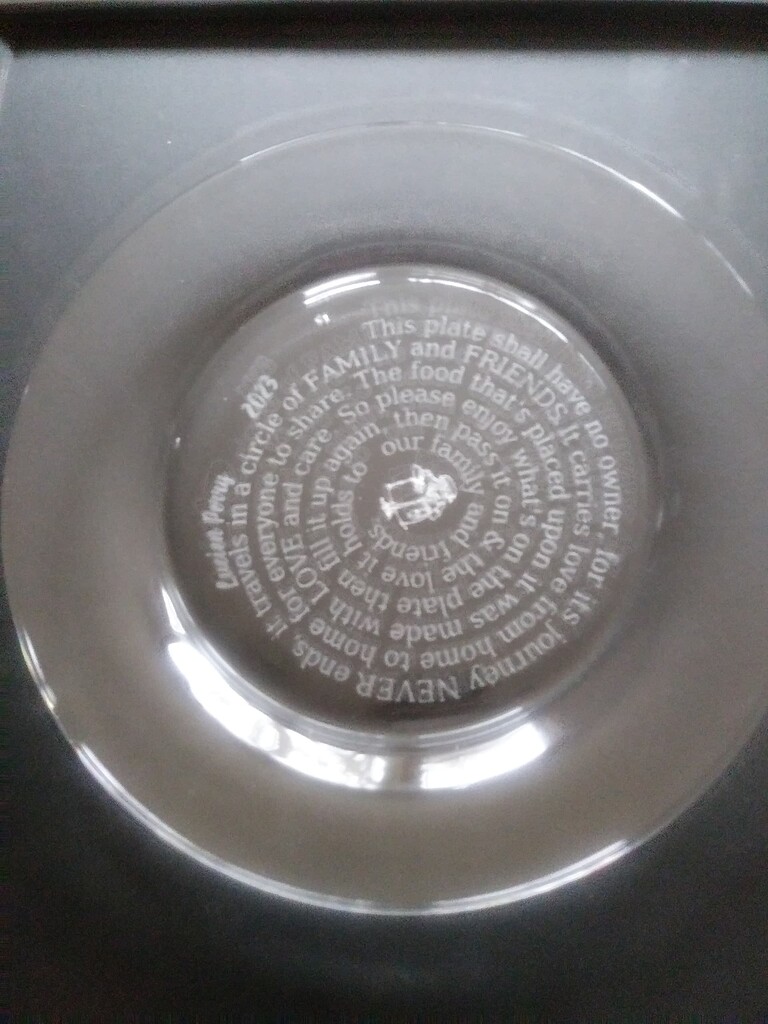 This plate shall have no owner, for it's journey NEVER ends, it travels in a circle of FAMILY and FRIENDS, it carries love from home to home for everyone to share. The food that's placed upon it was made with LOVE and care. So please enjoy what's on the plate then fill it up again, then pass it on & the love it holds to our family and friends.
2023